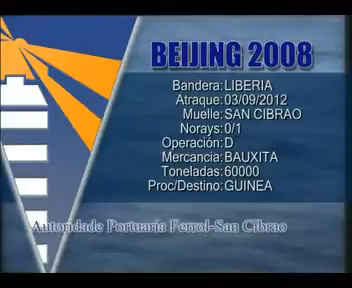 BEIJING 2008
Bandera: LIBERIA
Atraque: 03/09/2012
Muelle: SAN CIBRAO
Norays: 0/1
Operación: D
Mercancia: BAUXITA
Toneladas: 60000
Proc/Destino: GUINEA
Autoridade Portuaria Ferrol-San Cibrao